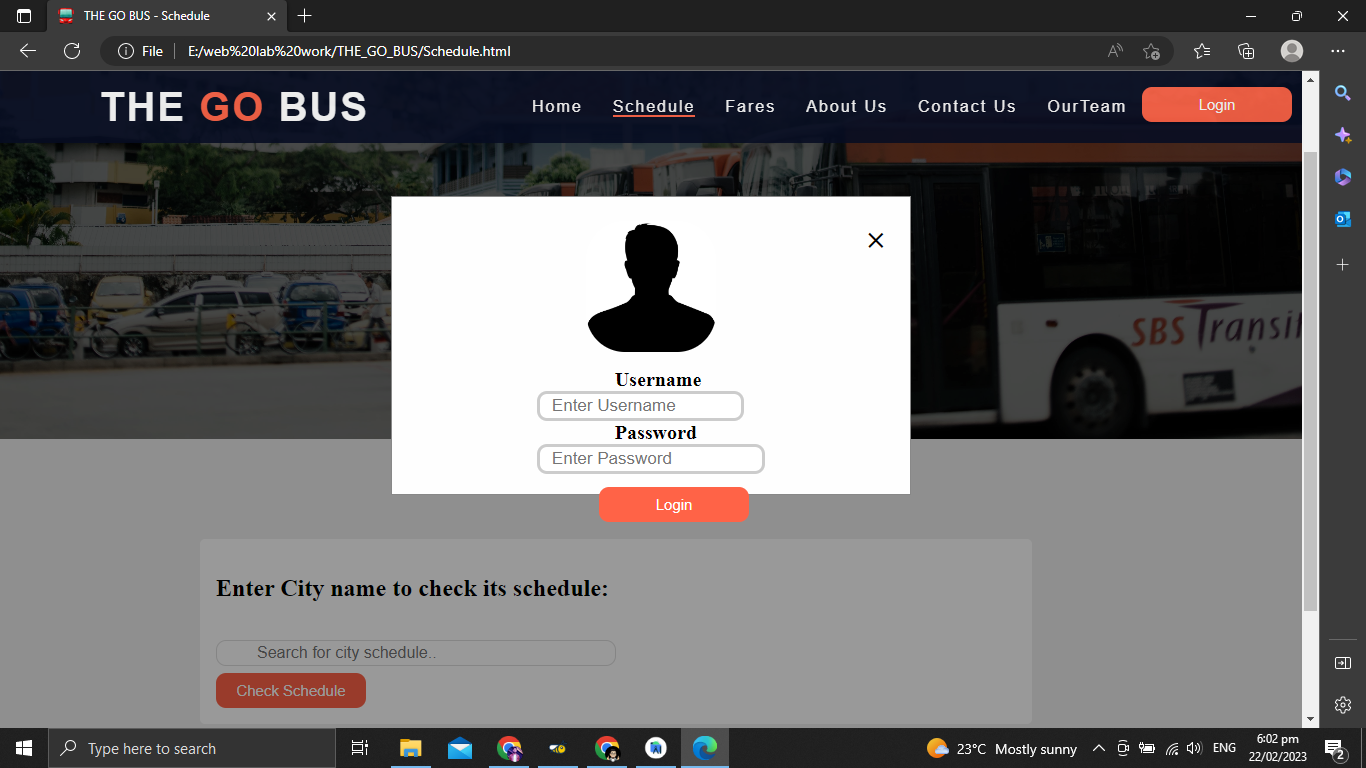 THE GO BUS - Schedule
File
E:/web%20lab%20work/THE_GO_BUS/Schedule.html
THE GO BUS
Home Schedule Fares About Us Contact Us OurTeam Login
SBS Transit
Username
Enter Username
Password
Enter Password
Login
Enter City name to check its schedule:
Search for city schedule..
Check Schedule
Type here to search
23°C Mostly sunny
ENG
6:02 pm
22/02/2023
2